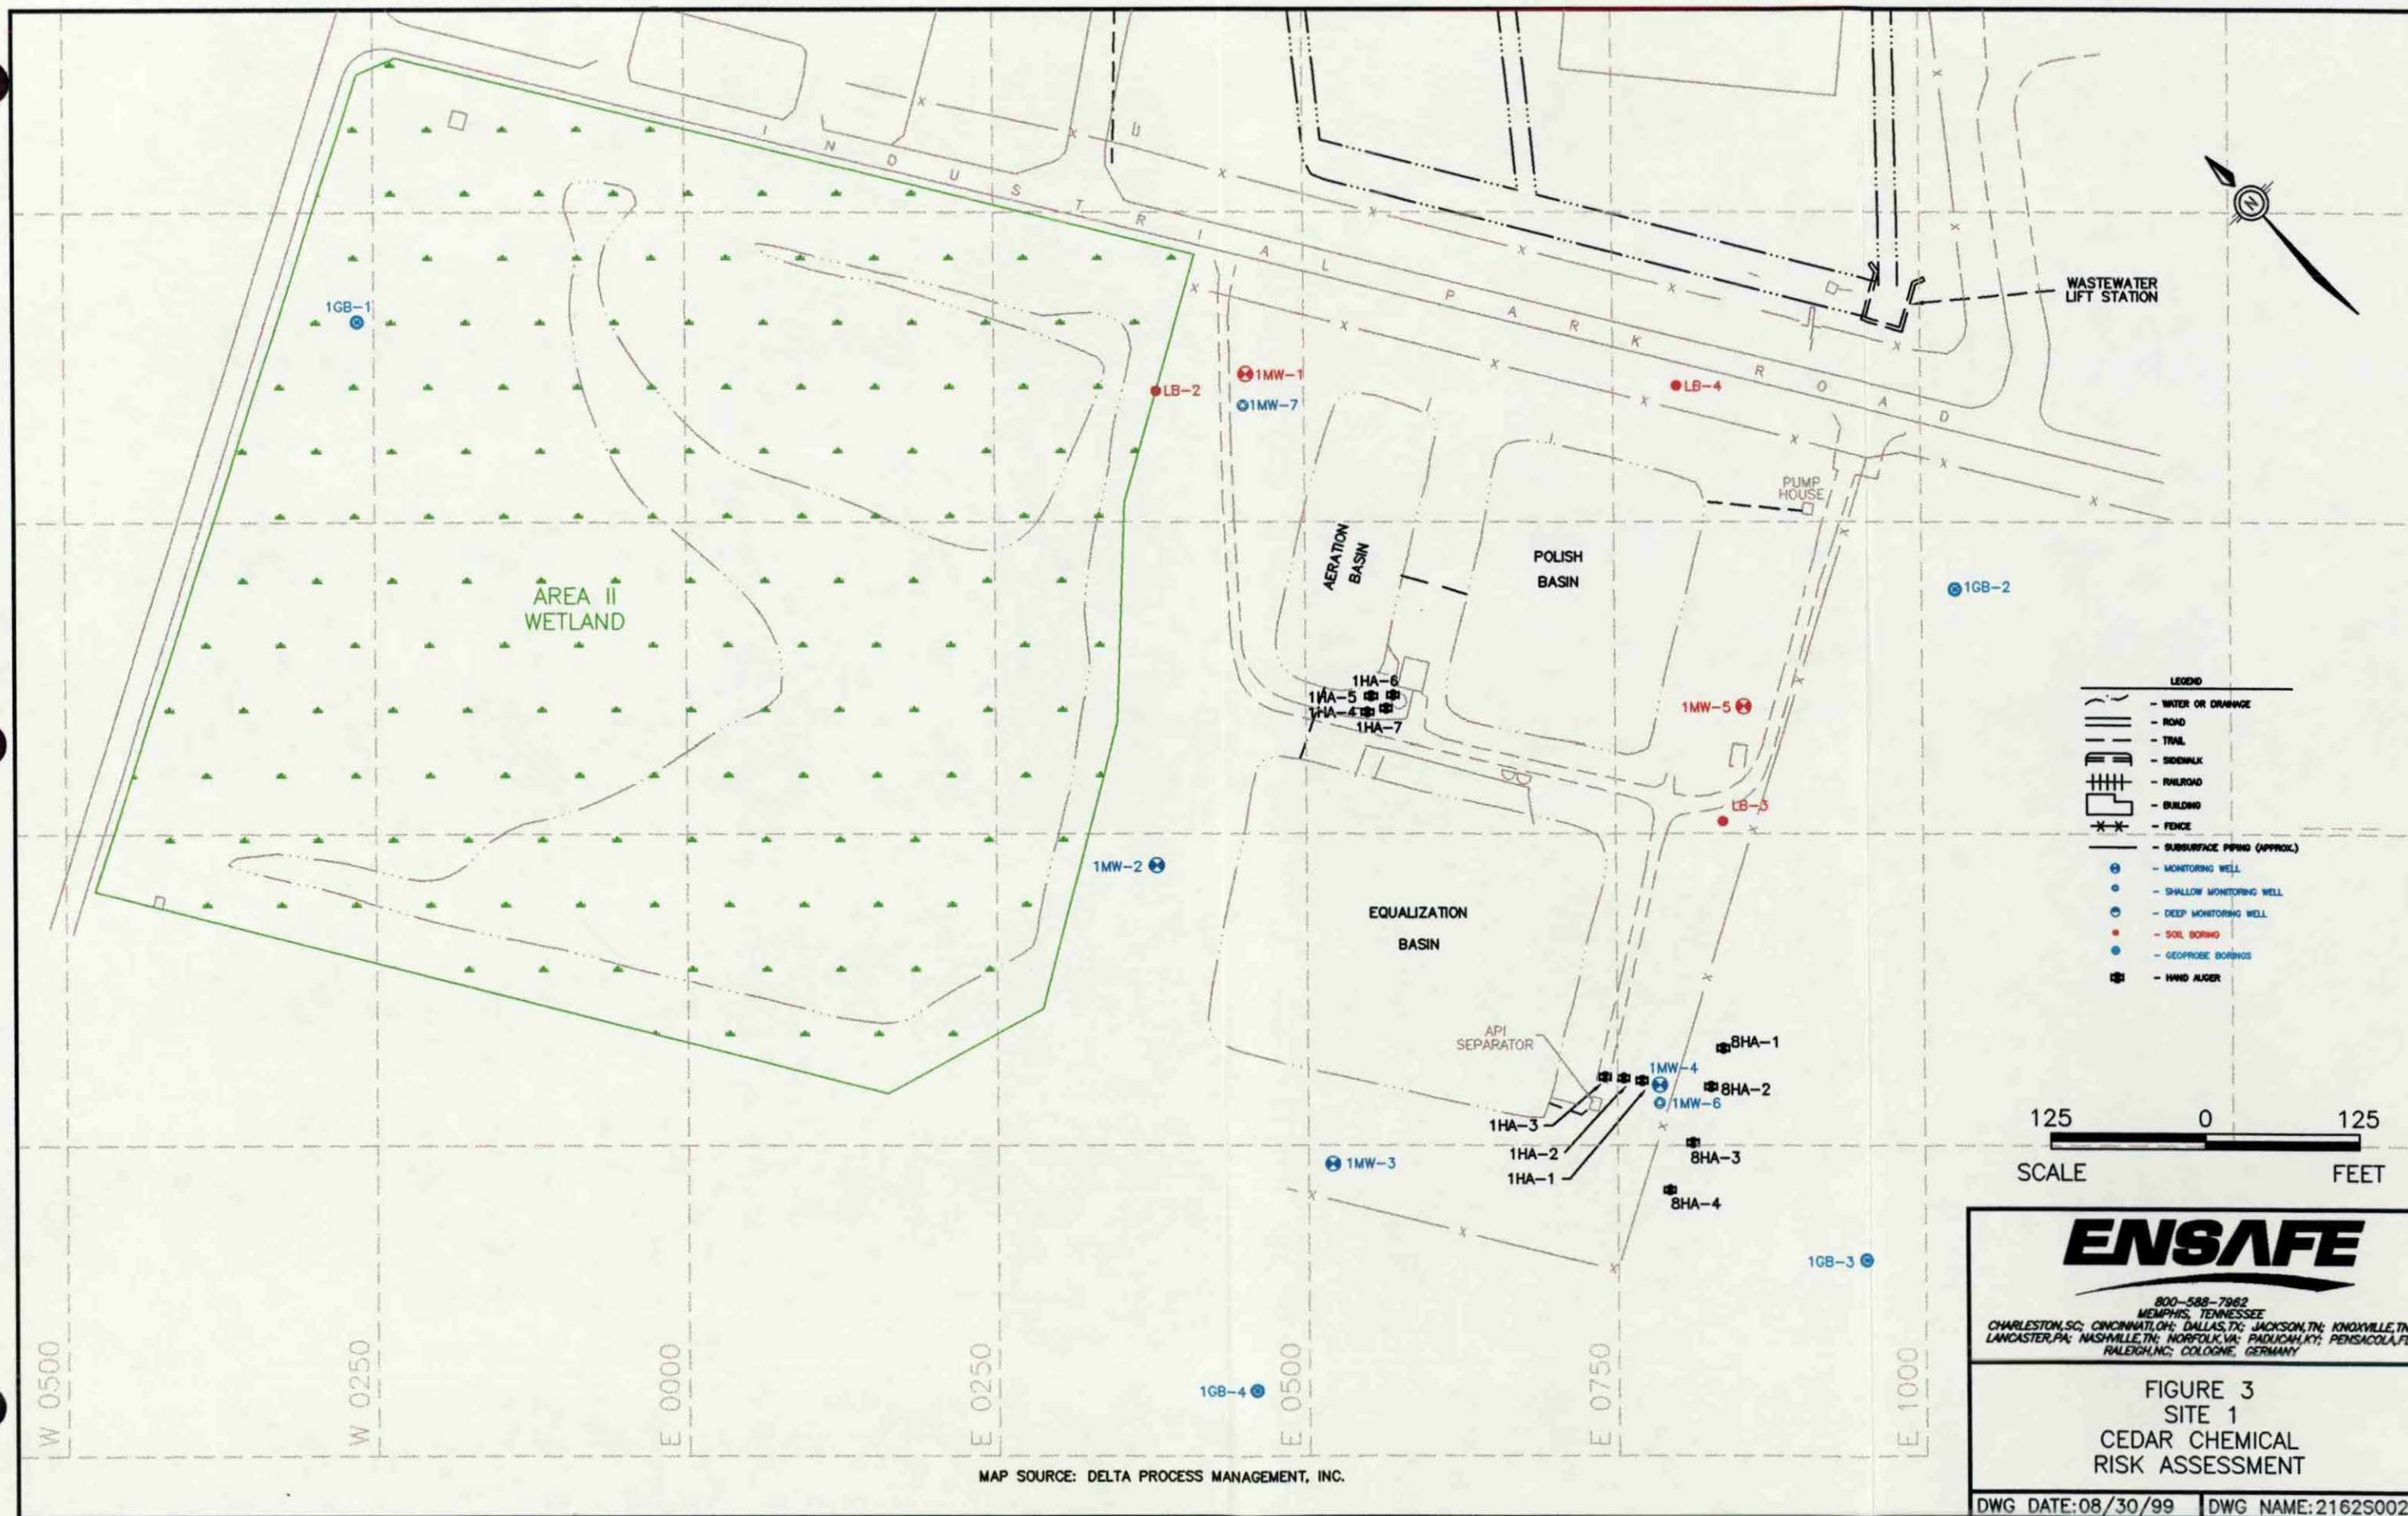 INDUSTRIAL PARK ROAD
WASTEWATER
LIFT STATION
N
1GB-1
LB-2
1MW-1
1MW-7
LB-4
PUMP
HOUSE
AERATION
BASIN
POLISH
BASIN
1GB-2
AREA II
WETLAND
1HA-6
1HA-5
1HA-4
1HA-7
1MW-5
LB-3
1MW-2
EQUALIZATION
BASIN
API
SEPARATOR
8HA-1
1MW-4
8HA-2
1MW-6
1HA-3
1HA-2
1HA-1
8HA-3
8HA-4
1MW-3
1GB-3
1GB-4
LEGEND
- WATER OR DRAINAGE
- ROAD
- TRAIL
- SIDEWALK
- RAILROAD
- BUILDING
- FENCE
- SUBSURFACE PIPING (APPROX.)
- MONITORING WELL
- SHALLOW MONITORING WELL
- DEEP MONITORING WELL
- SOIL BORING
- GEOPROBE BORINGS
- HAND AUGER
125 0 125
SCALE FEET
W 0500
W 0250
E 0000
E 0250
E 0500
E 0750
E 1000
MAP SOURCE: DELTA PROCESS MANAGEMENT, INC.
ENSAFE
800-588-7962
MEMPHIS, TENNESSEE
CHARLESTON,SC; CINCINNATI,OH; DALLAS,TX; JACKSON,TN; KNOXVILLE,TN
LANCASTER,PA; NASHVILLE,TN; NORFOLK,VA; PADUCAH,KY; PENSACOLA,FL
RALEIGH,NC; COLOGNE, GERMANY
FIGURE 3
SITE 1
CEDAR CHEMICAL
RISK ASSESSMENT
DWG DATE:08/30/99
DWG NAME:2162S002